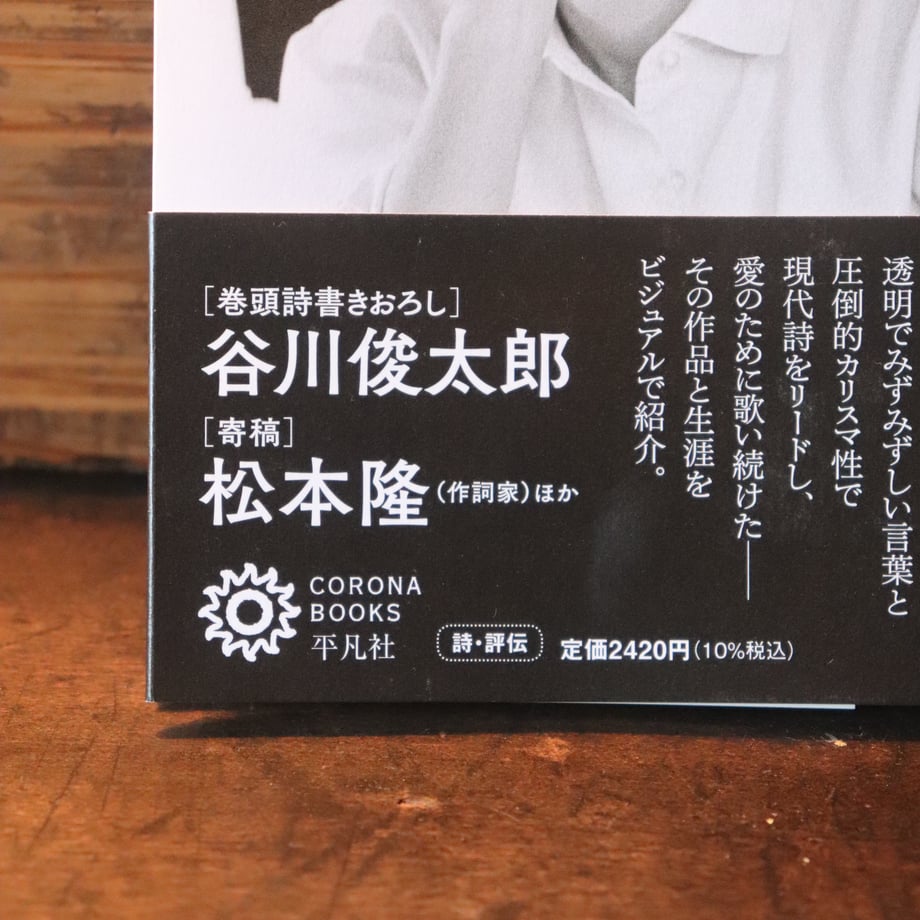 透明でみずみずしい言葉と
圧倒的カリスマ性で
現代詩をリードし、
愛のために歌い続けた——
その作品と生涯を
ビジュアルで紹介。
［巻頭詩書きおろし］
谷川俊太郎
［寄稿］
松本隆（作詞家）ほか
CORONA
BOOKS
平凡社
詩・評伝
定価2420円（10%税込）